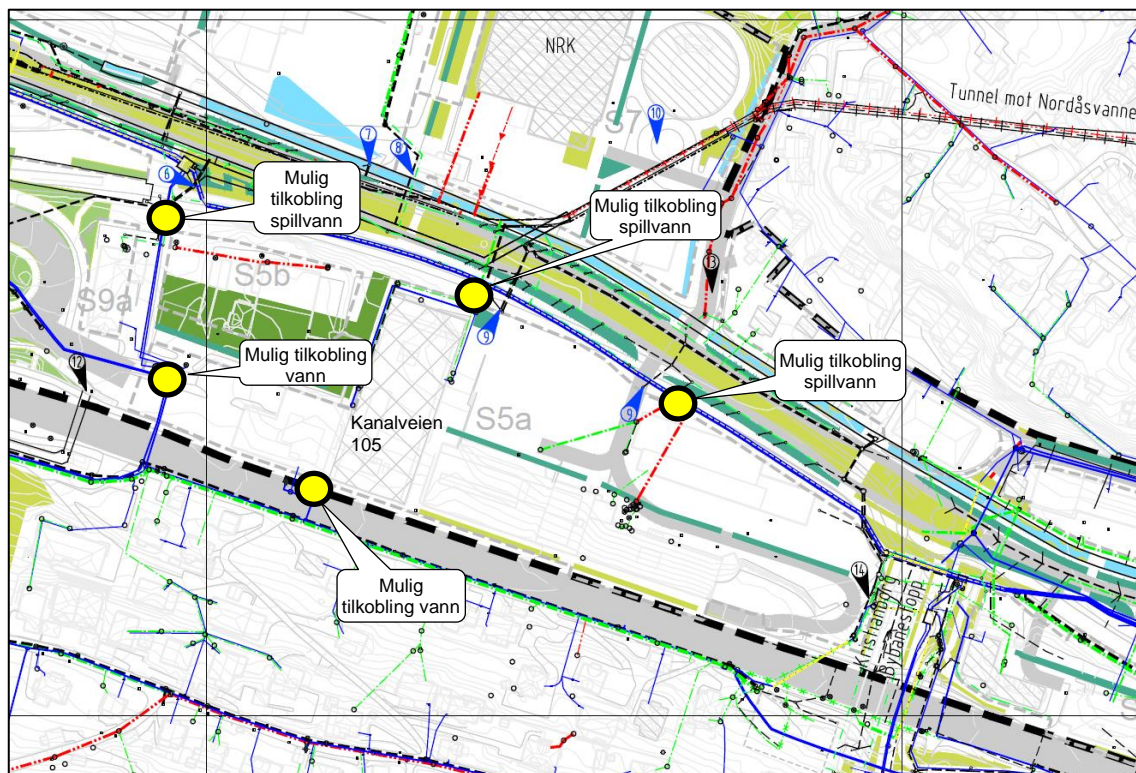 NRK
Tunnel mot Nordåsvanne
S7
10
7
8
6
Mulig
tilkobling
spillvann
Mulig tilkobling
spillvann
13
S5b
S9a
9
Mulig tilkobling
vann
Mulig tilkobling
spillvann
12
9
Kanalveien
105
S5a
14
Mulig
tilkobling vann
Kristianborg
Bybanestopp
S